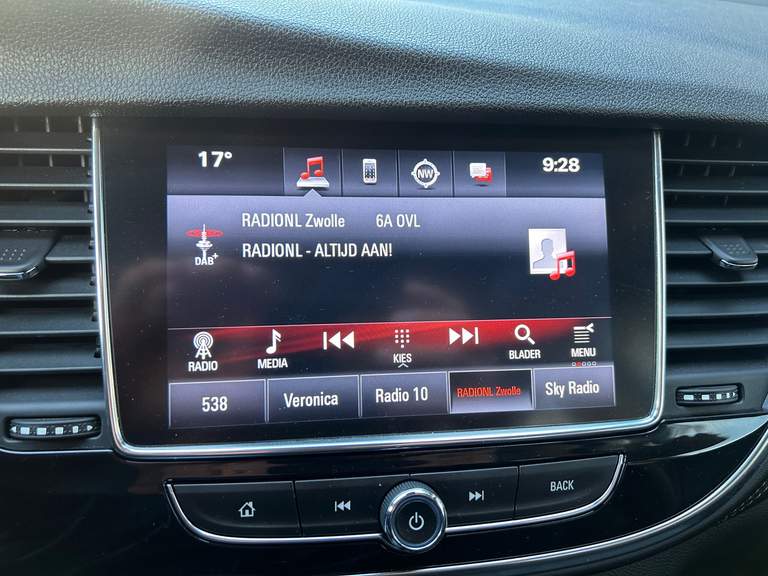 17° NW 9:28
RADIONL Zwolle 6A OVL
DAB+ RADIONL - ALTIJD AAN!
RADIO MEDIA KIES BLADER MENU
538 Veronica Radio 10 RADIONL Zwolle Sky Radio
BACK